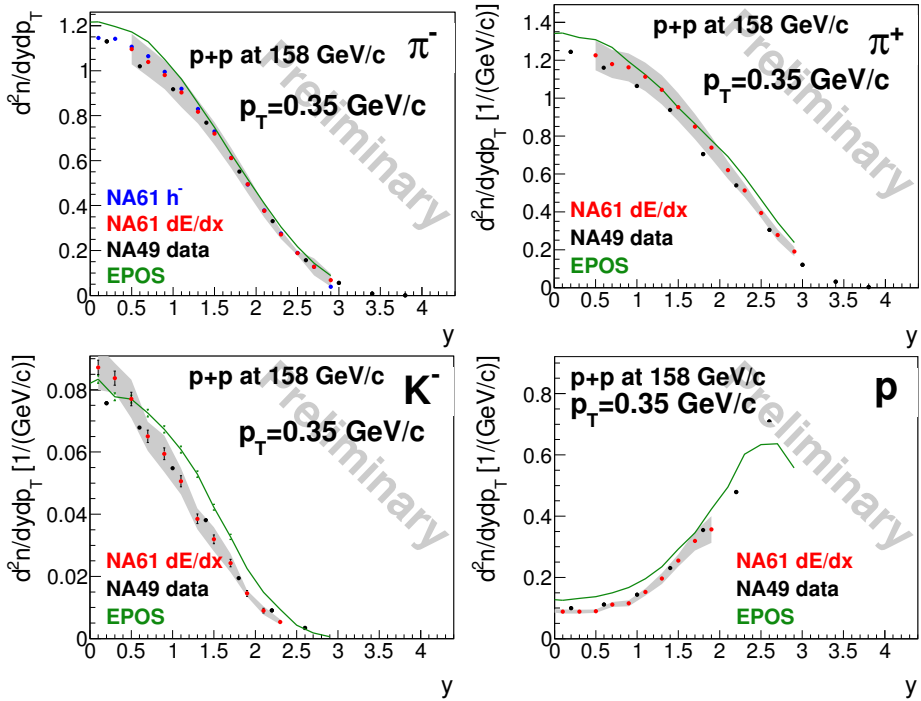 d²n/dydp_T
1.2
1
0.8
0.6
0.4
0.2
0
p+p at 158 GeV/c
π⁻
p_T=0.35 GeV/c
Preliminary
NA61 h⁻
NA61 dE/dx
NA49 data
EPOS
0 0.5 1 1.5 2 2.5 3 3.5 4
y
d²n/dydp_T [1/(GeV/c)]
1.4
1.2
1
0.8
0.6
0.4
0.2
0
p+p at 158 GeV/c
π⁺
p_T=0.35 GeV/c
Preliminary
NA61 dE/dx
NA49 data
EPOS
0 0.5 1 1.5 2 2.5 3 3.5 4
y
d²n/dydp_T [1/(GeV/c)]
0.08
0.06
0.04
0.02
0
p+p at 158 GeV/c
K⁻
p_T=0.35 GeV/c
Preliminary
NA61 dE/dx
NA49 data
EPOS
0 0.5 1 1.5 2 2.5 3 3.5 4
y
d²n/dydp_T [1/(GeV/c)]
0.8
0.6
0.4
0.2
0
p+p at 158 GeV/c
p
p_T=0.35 GeV/c
Preliminary
NA61 dE/dx
NA49 data
EPOS
0 0.5 1 1.5 2 2.5 3 3.5 4
y